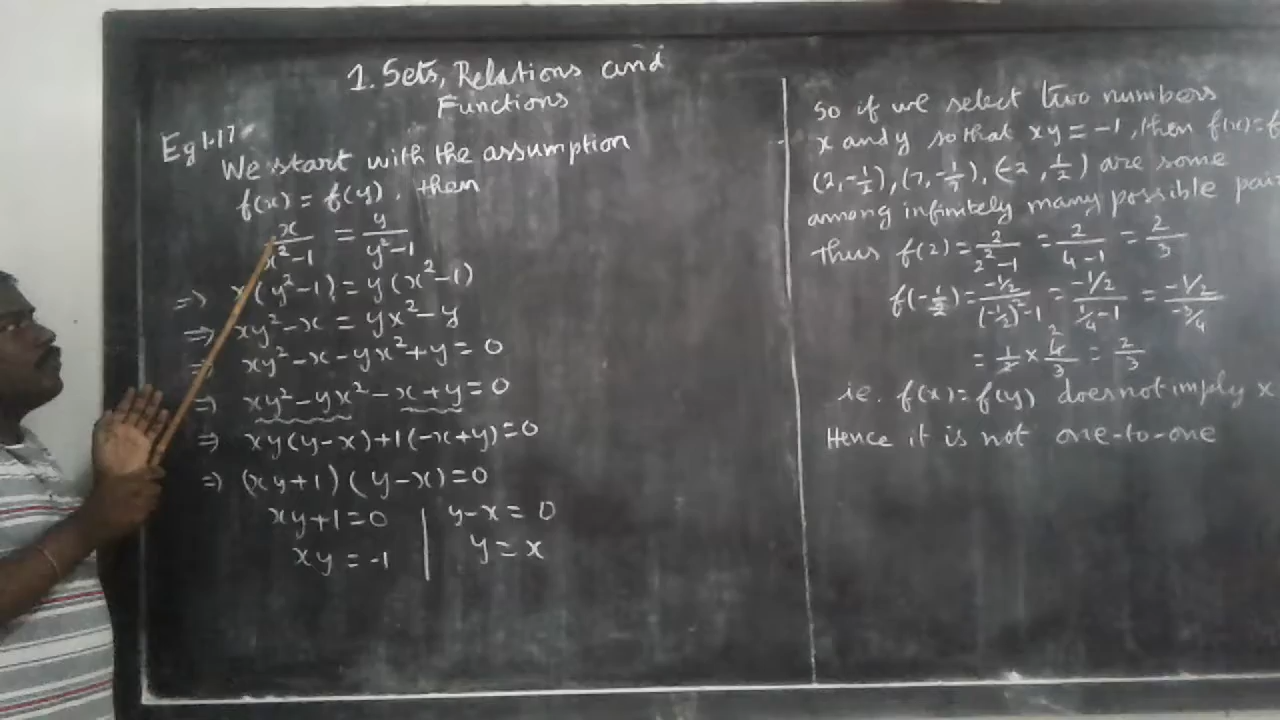 1. Sets, Relations and
Functions
Eg 1.17
We start with the assumption
f(x) = f(y), then
x/(x²-1) = y/(y²-1)
=> x(y²-1) = y(x²-1)
=> xy²-x = yx²-y
=> xy²-x-yx²+y = 0
=> xy²-yx²-x+y = 0
=> xy(y-x)+1(-x+y) = 0
=> (xy+1)(y-x) = 0
xy+1 = 0 | y-x = 0
xy = -1 | y = x
So if we select two numbers
x and y so that xy = -1, then f(x) = f
(2, -1/2), (7, -1/7), (-2, 1/2) are some
among infinitely many possible pair
Thus f(2) = 2/(2²-1) = 2/(4-1) = 2/3
f(-1/2) = (-1/2)/((-1/2)²-1) = (-1/2)/(1/4-1) = (-1/2)/(-3/4)
= 1/2 × 4/3 = 2/3
ie. f(x) = f(y) does not imply x
Hence it is not one-to-one